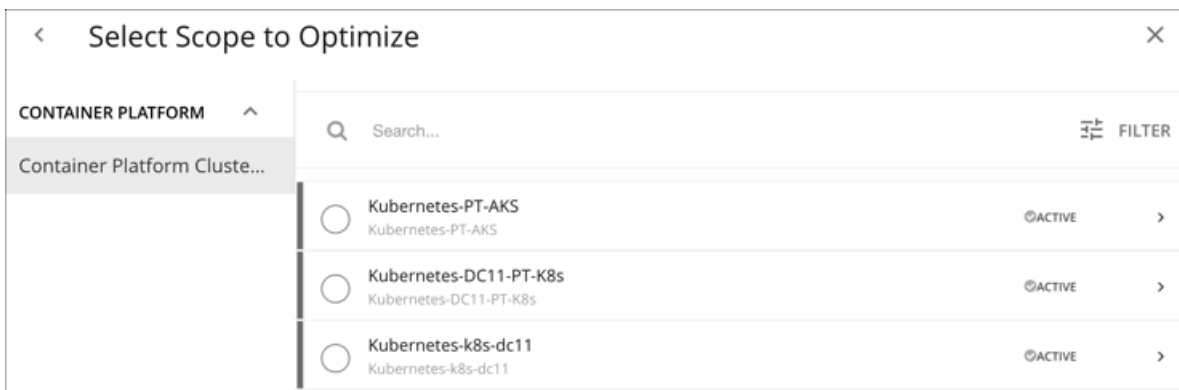 Select Scope to Optimize
CONTAINER PLATFORM
Container Platform Cluste...
Search...
FILTER
Kubernetes-PT-AKS
Kubernetes-PT-AKS
ACTIVE
Kubernetes-DC11-PT-K8s
Kubernetes-DC11-PT-K8s
ACTIVE
Kubernetes-k8s-dc11
Kubernetes-k8s-dc11
ACTIVE